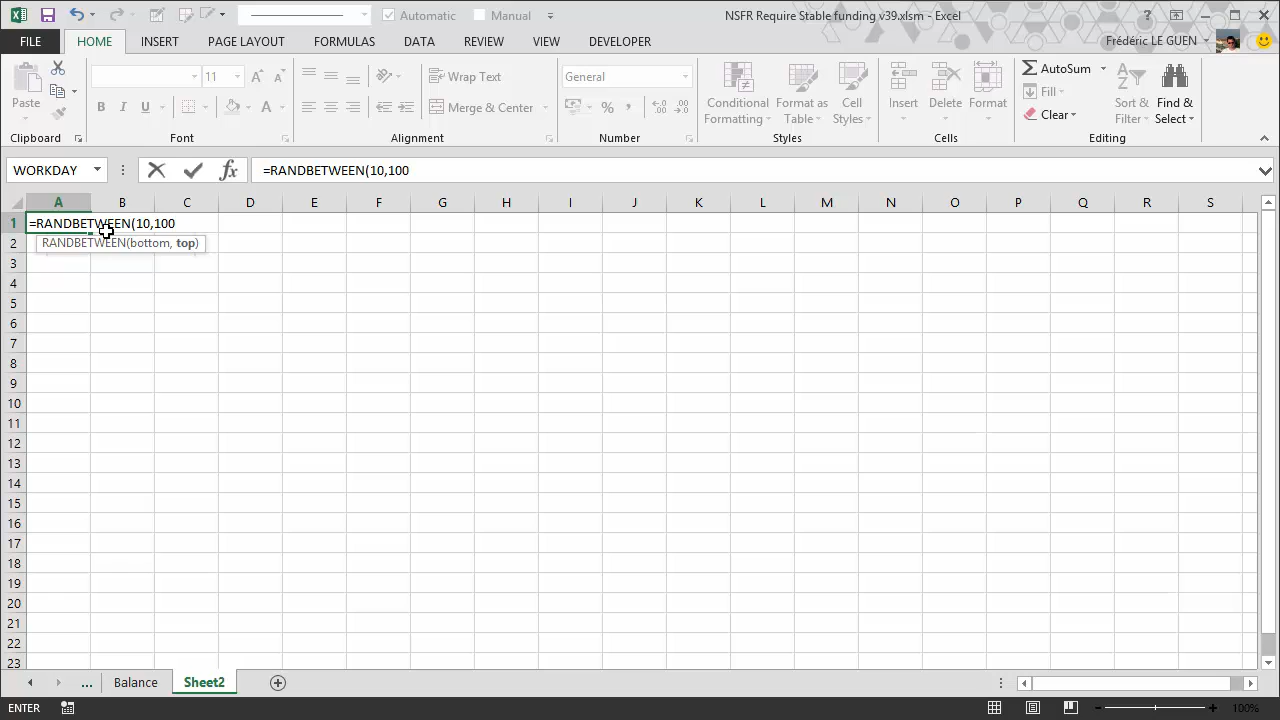 Automatic
Manual
NSFR Require Stable funding v39.xlsm - Excel
?
FILE
HOME
INSERT
PAGE LAYOUT
FORMULAS
DATA
REVIEW
VIEW
DEVELOPER
Frédéric LE GUEN
Paste
11
B I U
A
Wrap Text
Merge & Center
General
%
Conditional Formatting
Format as Table
Cell Styles
Insert
Delete
Format
AutoSum
Fill
Clear
Sort & Filter
Find & Select
Clipboard
Font
Alignment
Number
Styles
Cells
Editing
WORKDAY
fx
=RANDBETWEEN(10,100
A B C D E F G H I J K L M N O P Q R S
1
=RANDBETWEEN(10,100
2
RANDBETWEEN(bottom, top)
3
4
5
6
7
8
9
10
11
12
13
14
15
16
17
18
19
20
21
22
23
...
Balance
Sheet2
ENTER
100%